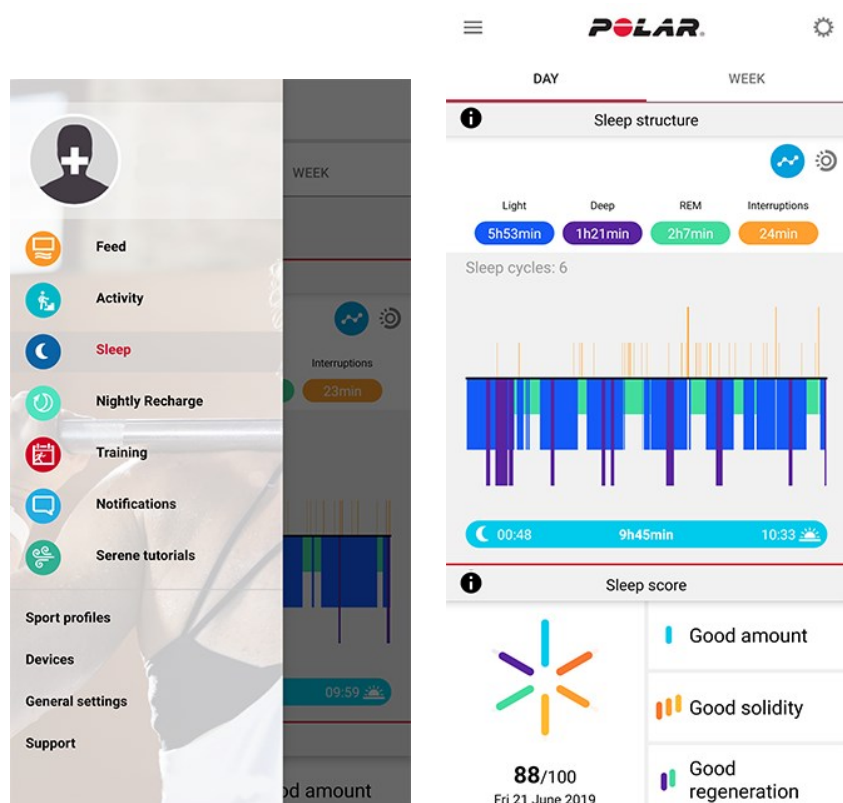 WEEK
Feed
Activity
Sleep
Interruptions
Nightly Recharge
23min
Training
Notifications
Serene tutorials
Sport profiles
Devices
General settings
09:59
Support
od amount
POLAR
DAY WEEK
Sleep structure
Light Deep REM Interruptions
5h53min 1h21min 2h7min 24min
Sleep cycles: 6
00:48 9h45min 10:33
Sleep score
Good amount
Good solidity
88/100
Good
regeneration
Fri 21 June 2019